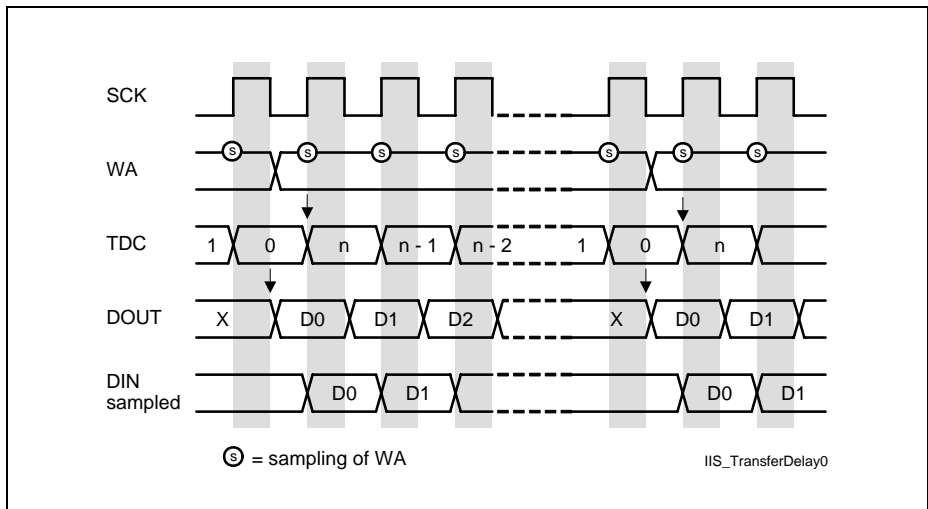 SCK
s s s s s s s
WA
TDC 1 0 n n - 1 n - 2 1 0 n
DOUT X D0 D1 D2 X D0 D1
DIN
sampled D0 D1 D0 D1
s = sampling of WA
IIS_TransferDelay0